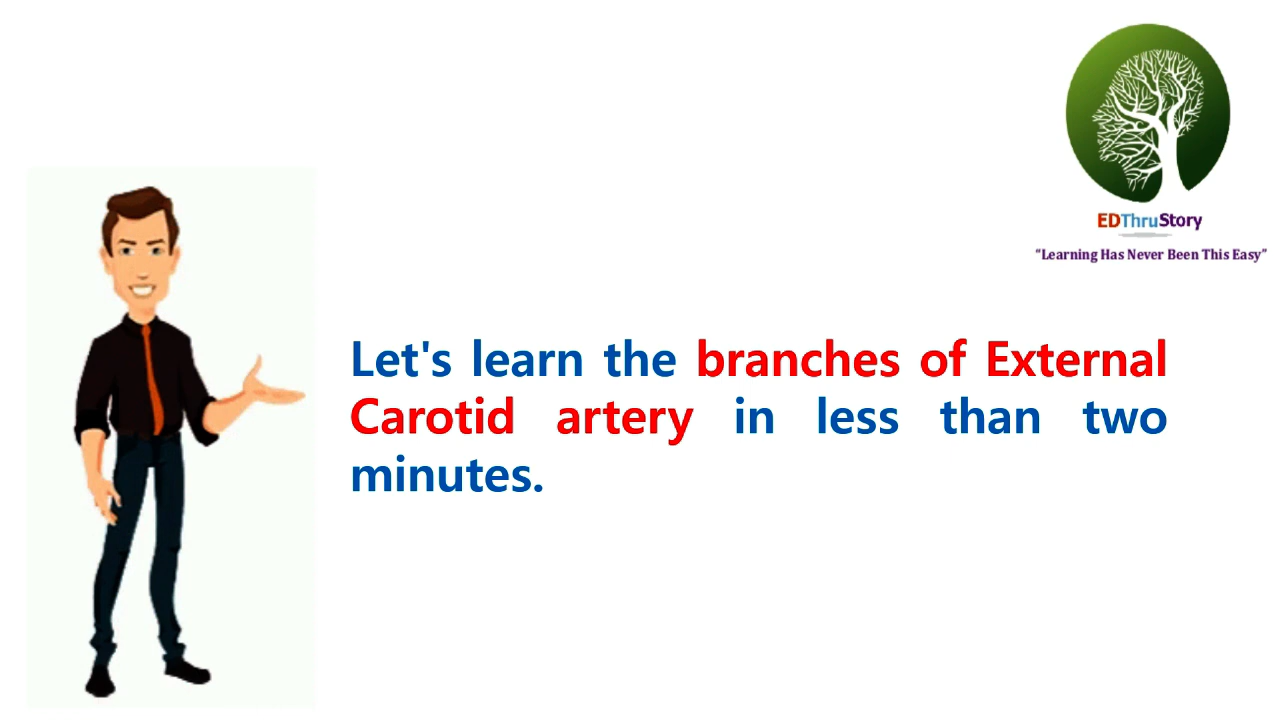 EDThruStory
“Learning Has Never Been This Easy”
Let's learn the branches of External
Carotid artery in less than two
minutes.